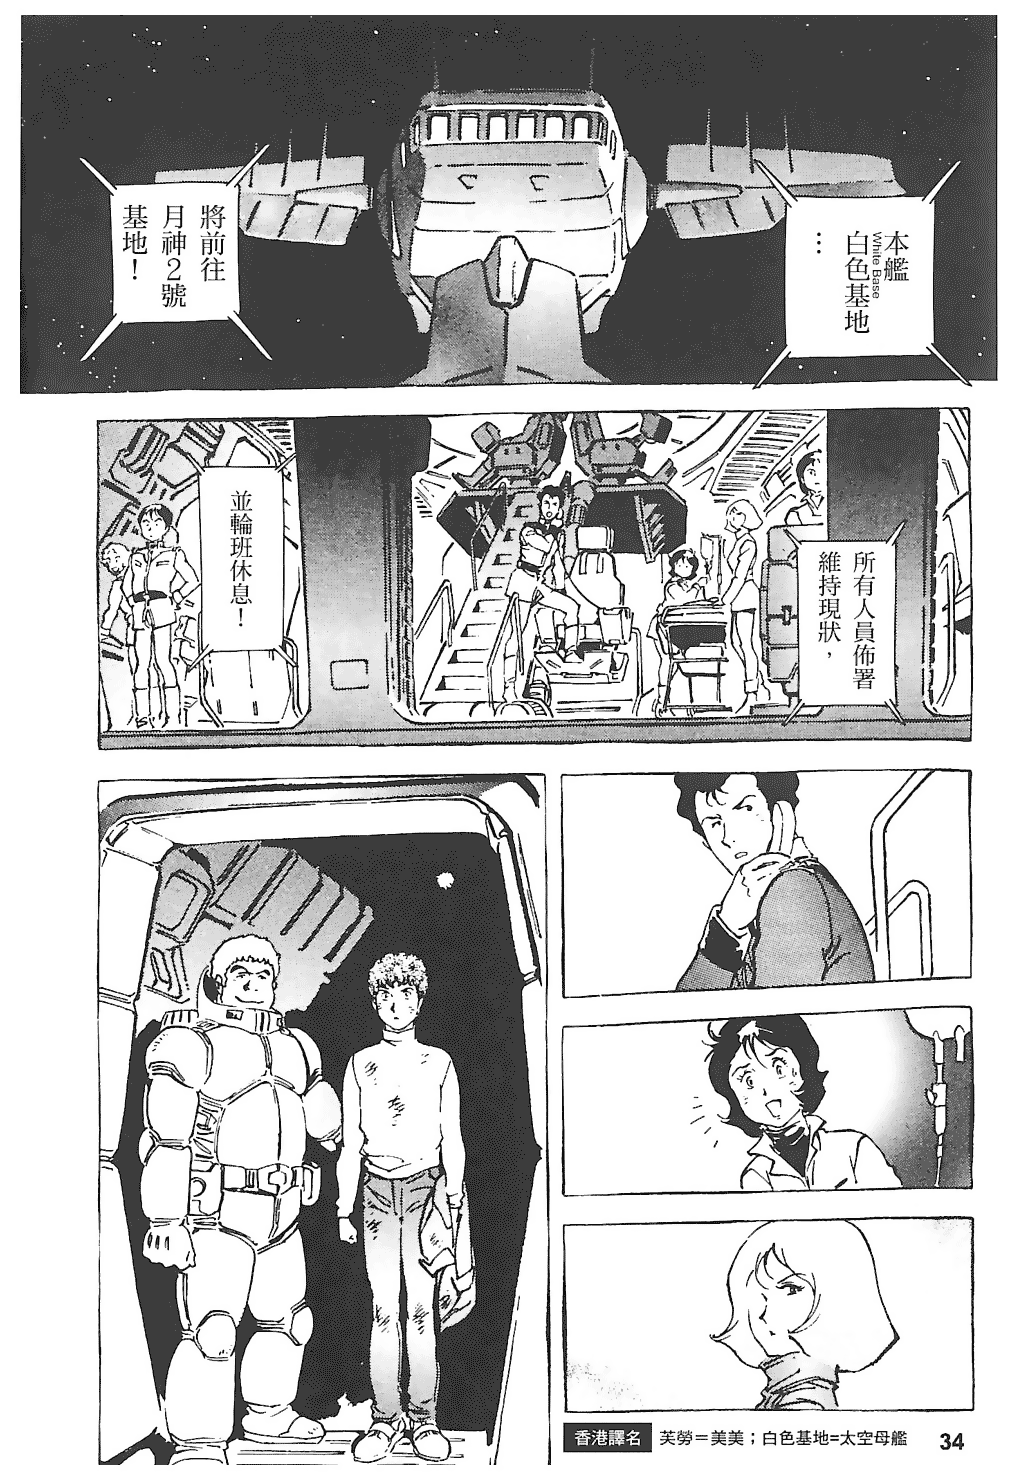 本艦
白色基地
White Base
…
將前往
月神2號
基地！
所有人員佈署
維持現狀，
並輪班休息！
香港譯名 芙勞＝美美；白色基地=太空母艦
34